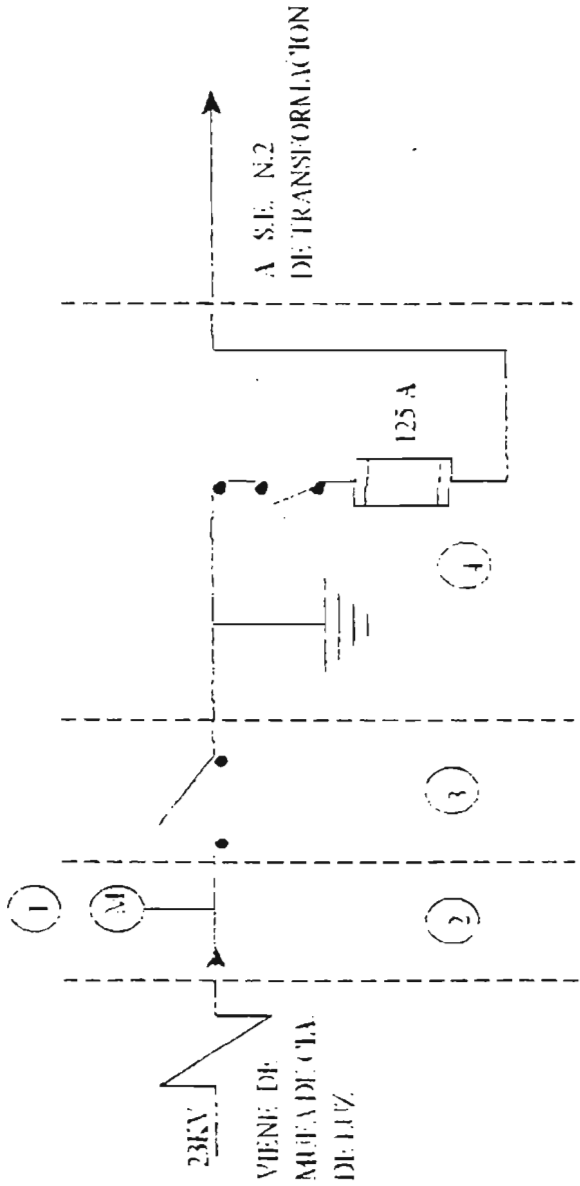 23KV
VIENE DE
MUFA DE CIA.
DE LUZ
1
M
2
3
4
125 A
A S.E. N.2
DE TRANSFORMACION